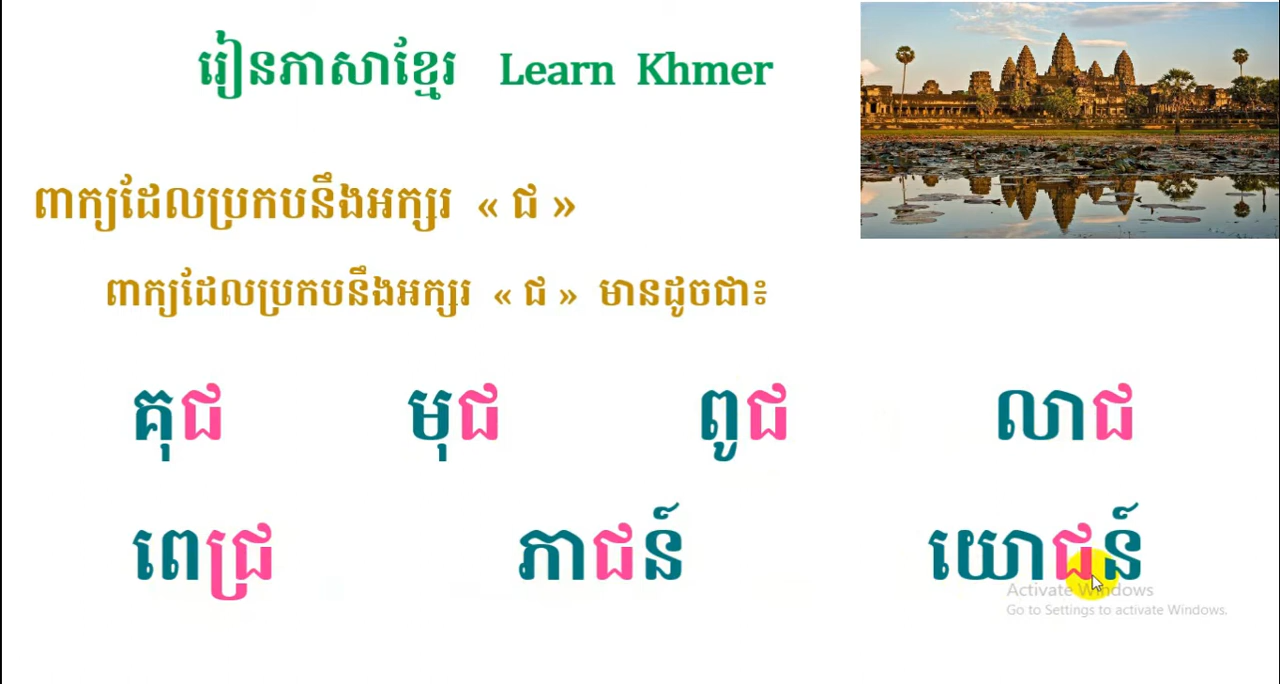 រៀនភាសាខ្មែរ Learn Khmer
ពាក្យដែលប្រកបនឹងអក្សរ « ជ »
ពាក្យដែលប្រកបនឹងអក្សរ « ជ » មានដូចជា៖
គុជ មុជ ពូជ លាជ
ពេជ្រ ភាជន៍ យោជន៍
Activate Windows
Go to Settings to activate Windows.